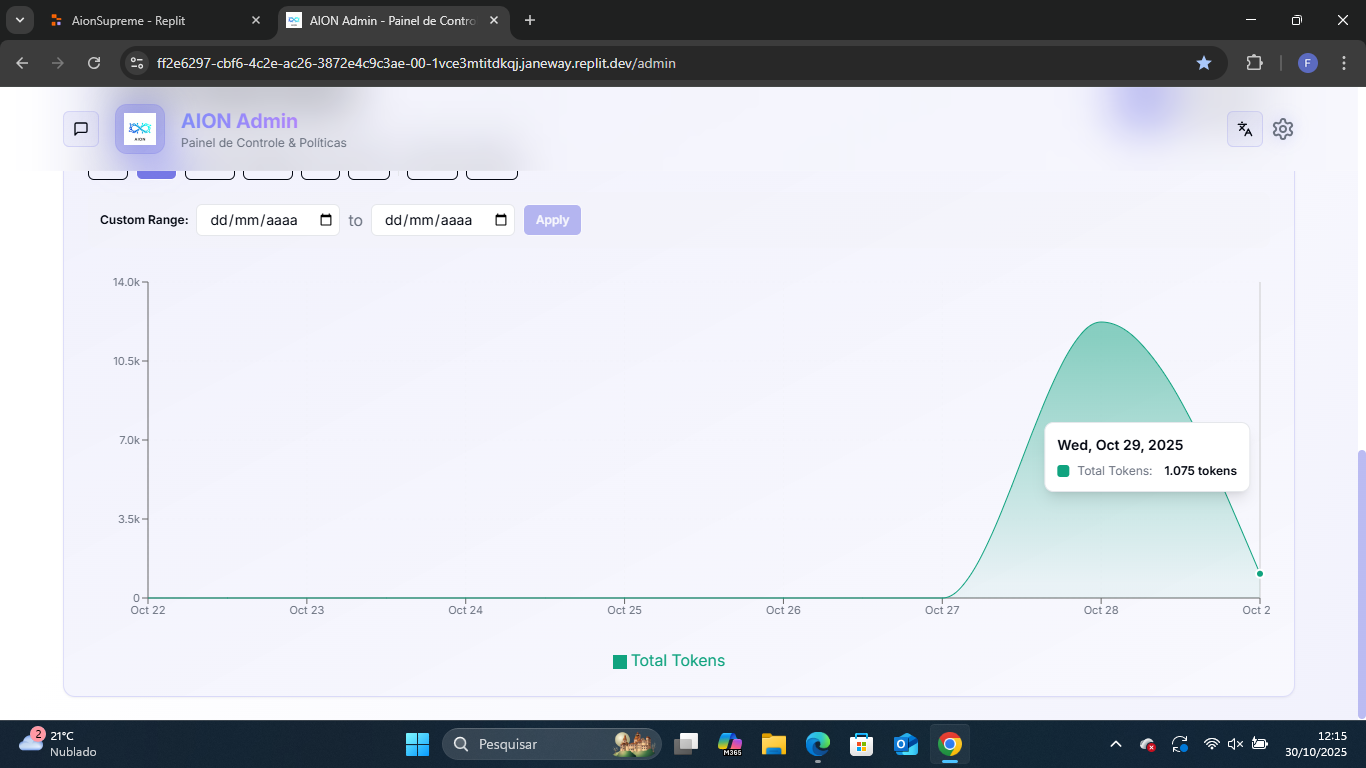 AionSupreme - Replit
AION Admin - Painel de Contro
ff2e6297-cbf6-4c2e-ac26-3872e4c9c3ae-00-1vce3mtitdkqj.janeway.replit.dev/admin
F
AION
AION Admin
Painel de Controle & Políticas
Custom Range: dd/mm/aaaa to dd/mm/aaaa Apply
14.0k
10.5k
7.0k
3.5k
0
Wed, Oct 29, 2025
Total Tokens: 1.075 tokens
Oct 22 Oct 23 Oct 24 Oct 25 Oct 26 Oct 27 Oct 28 Oct 2
Total Tokens
2
21°C
Nublado
Pesquisar
M365
12:15
30/10/2025